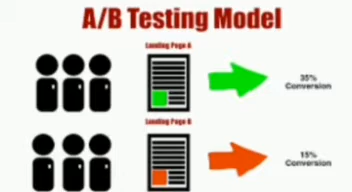 A/B Testing Model
Landing Page A
35%
Conversion
Landing Page B
15%
Conversion